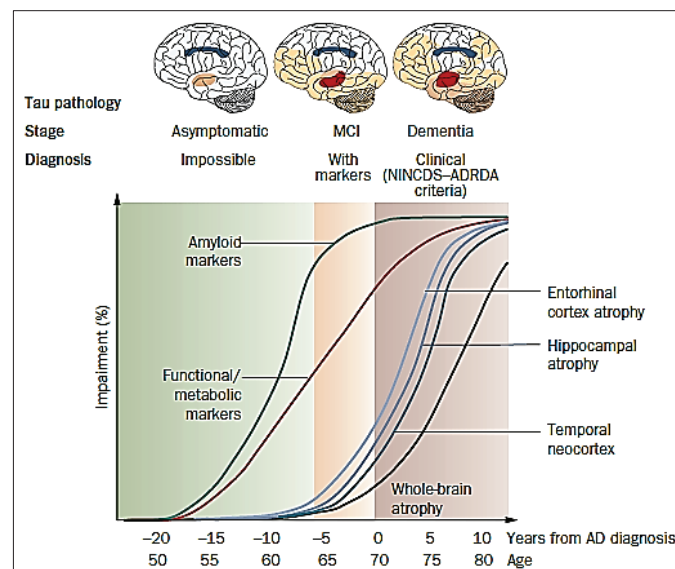 Tau pathology
Stage Asymptomatic MCI Dementia
Diagnosis Impossible With markers Clinical (NINCDS–ADRDA criteria)
Impairment (%)
Amyloid
markers
Functional/
metabolic
markers
Entorhinal
cortex atrophy
Hippocampal
atrophy
Temporal
neocortex
Whole-brain
atrophy
–20 –15 –10 –5 0 5 10 Years from AD diagnosis
50 55 60 65 70 75 80 Age